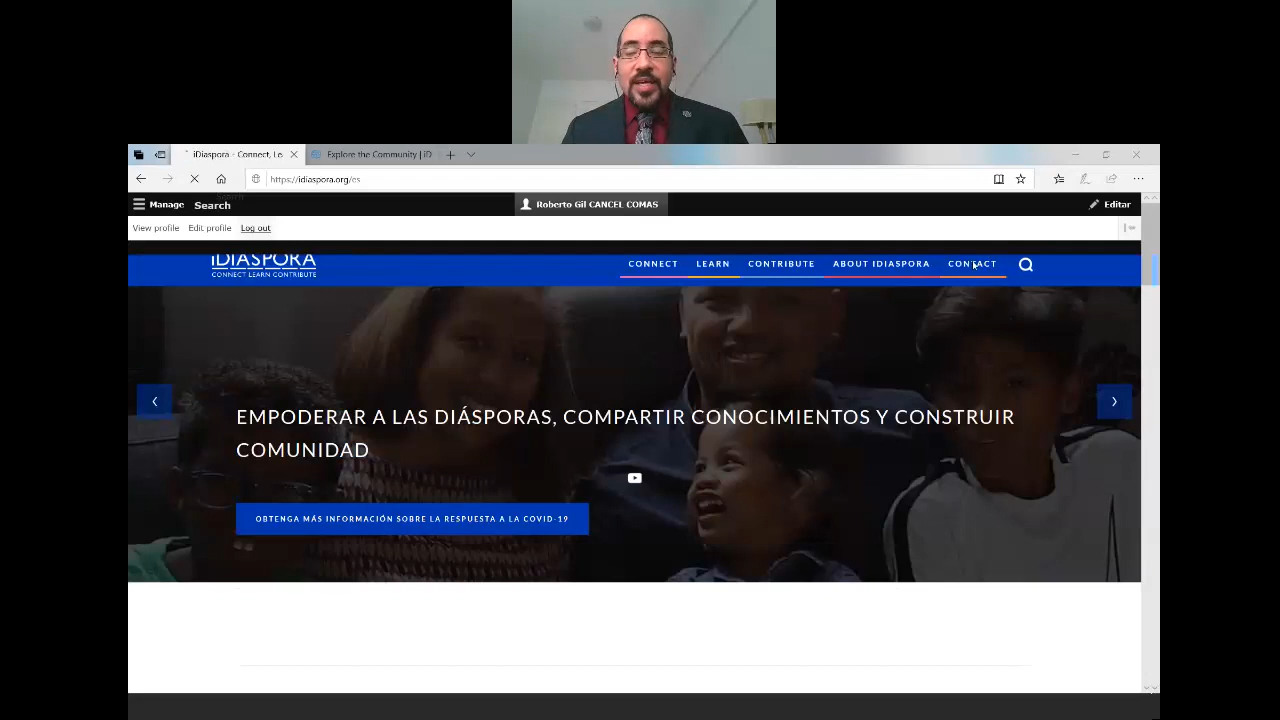 iDiaspora - Connect, Le
Explore the Community | iD
https://idiaspora.org/es
Manage
Search
Roberto Gil CANCEL COMAS
Editar
View profile
Edit profile
Log out
iDIASPORA
CONNECT LEARN CONTRIBUTE
CONNECT
LEARN
CONTRIBUTE
ABOUT IDIASPORA
CONTACT
EMPODERAR A LAS DIÁSPORAS, COMPARTIR CONOCIMIENTOS Y CONSTRUIR
COMUNIDAD
OBTENGA MÁS INFORMACIÓN SOBRE LA RESPUESTA A LA COVID-19